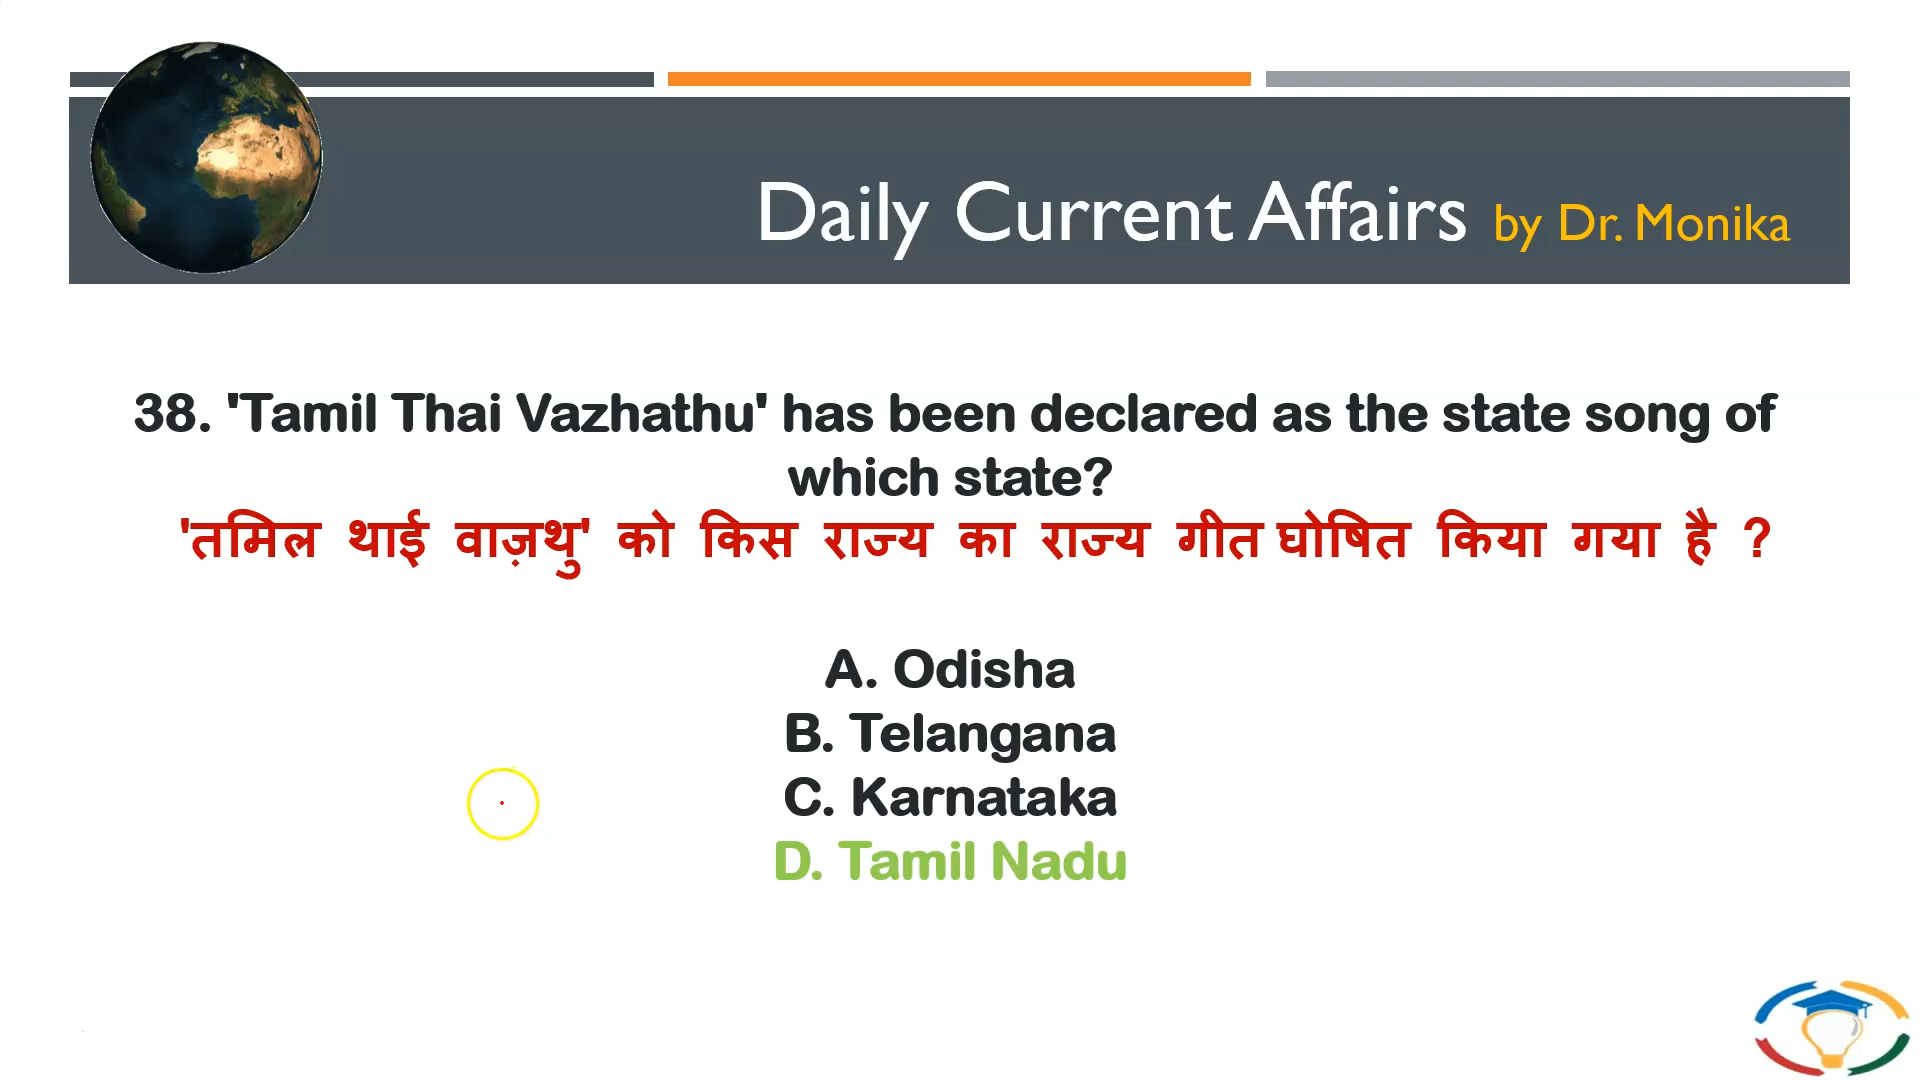 Daily Current Affairs by Dr. Monika
38. 'Tamil Thai Vazhathu' has been declared as the state song of
which state?
'तमिल थाई वाज़थु' को किस राज्य का राज्य गीत घोषित किया गया है ?
A. Odisha
B. Telangana
C. Karnataka
D. Tamil Nadu